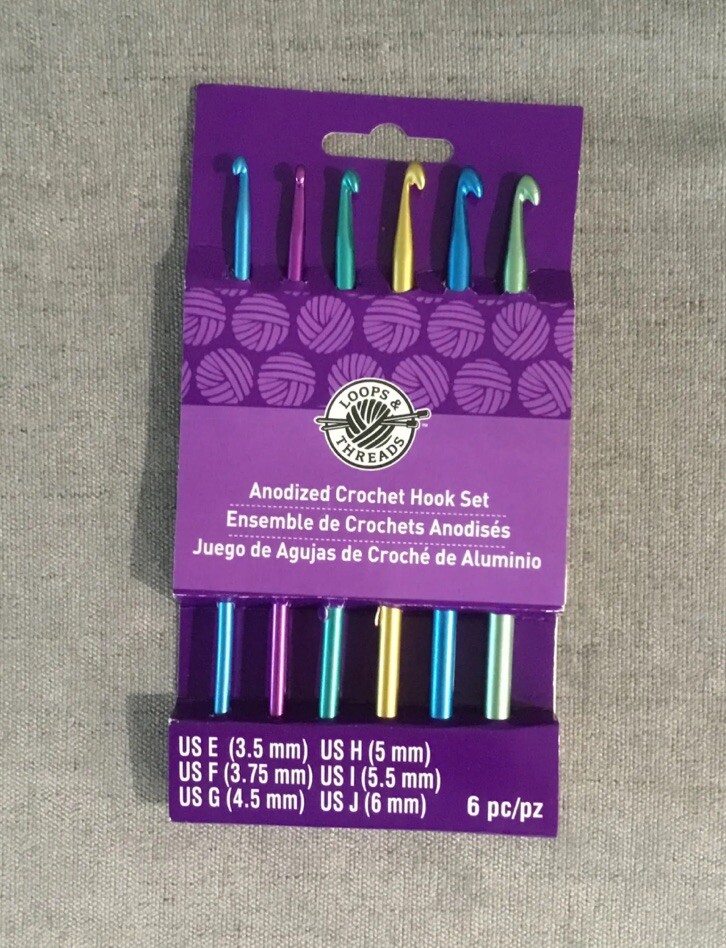 LOOPS &
THREADS™
Anodized Crochet Hook Set
Ensemble de Crochets Anodisés
Juego de Agujas de Croché de Aluminio
US E (3.5 mm) US H (5 mm)
US F (3.75 mm) US I (5.5 mm)
US G (4.5 mm) US J (6 mm) 6 pc/pz